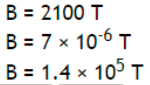 B = 2100 T
B = 7 × 10⁻⁶ T
B = 1.4 × 10⁵ T